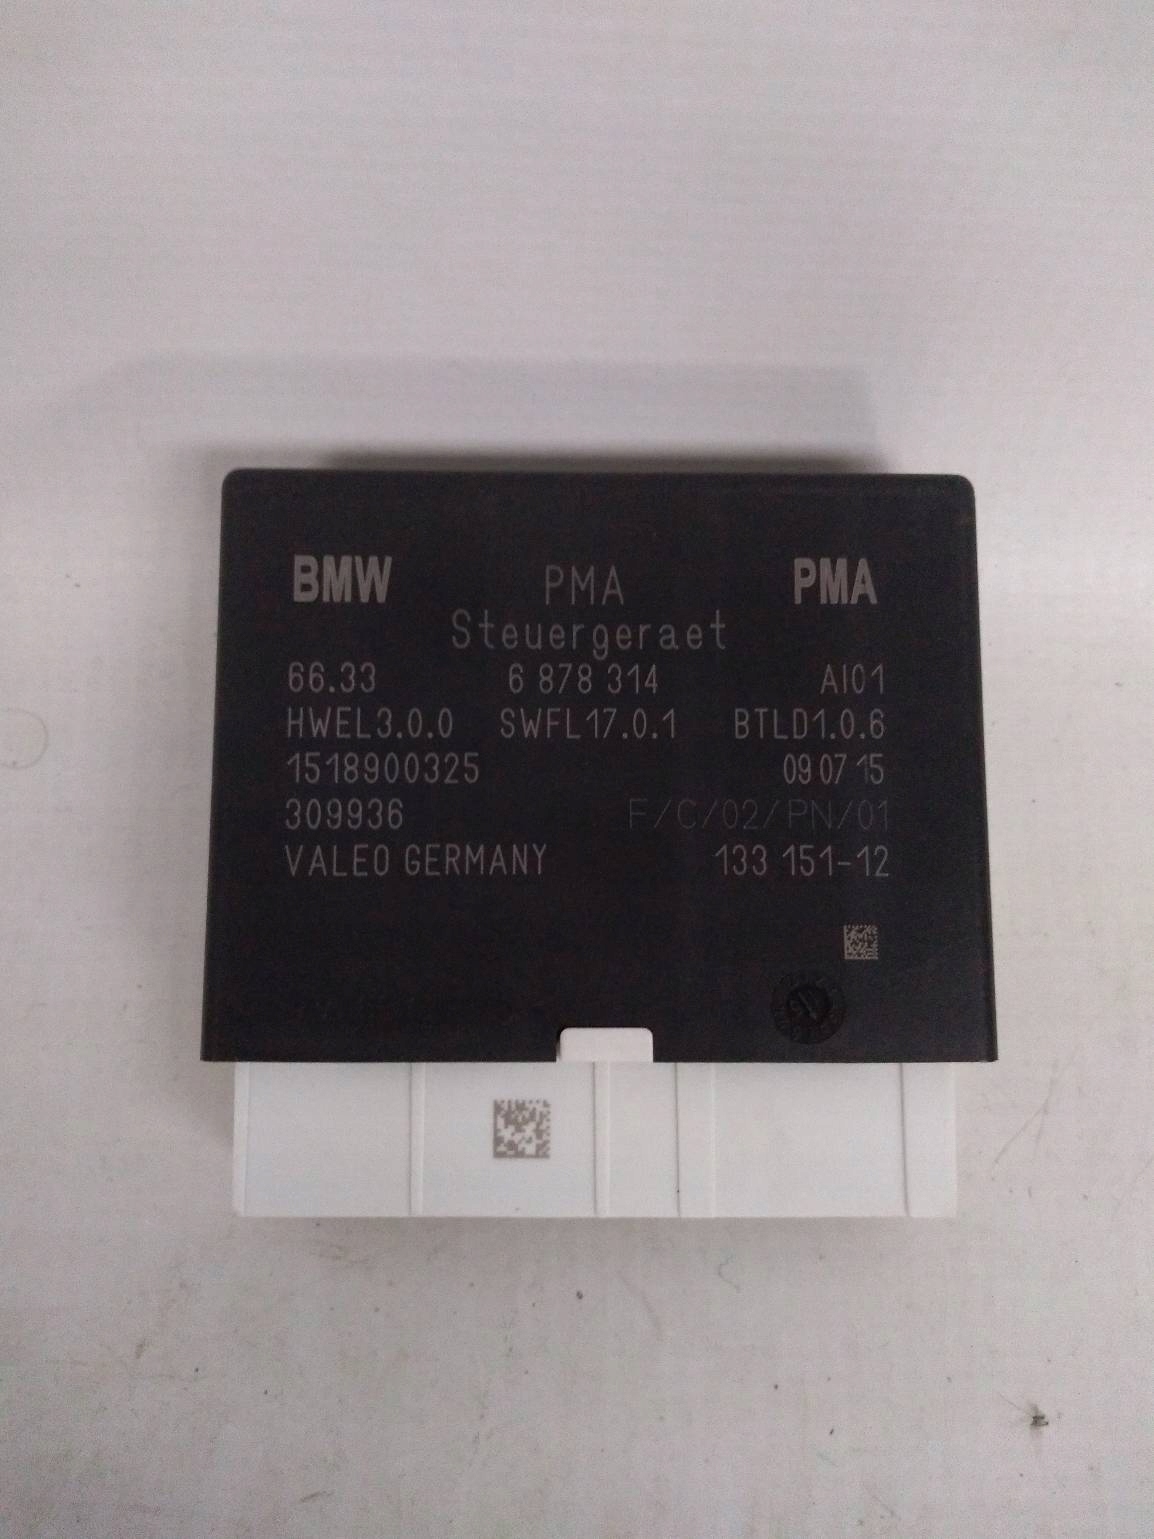 BMW PMA PMA
Steuergeraet
66.33 6 878 314 AI01
HWEL3.0.0 SWFL17.0.1 BTLD1.0.6
1518900325 09 07 15
309936 F/C/02/PN/01
VALEO GERMANY 133 151-12